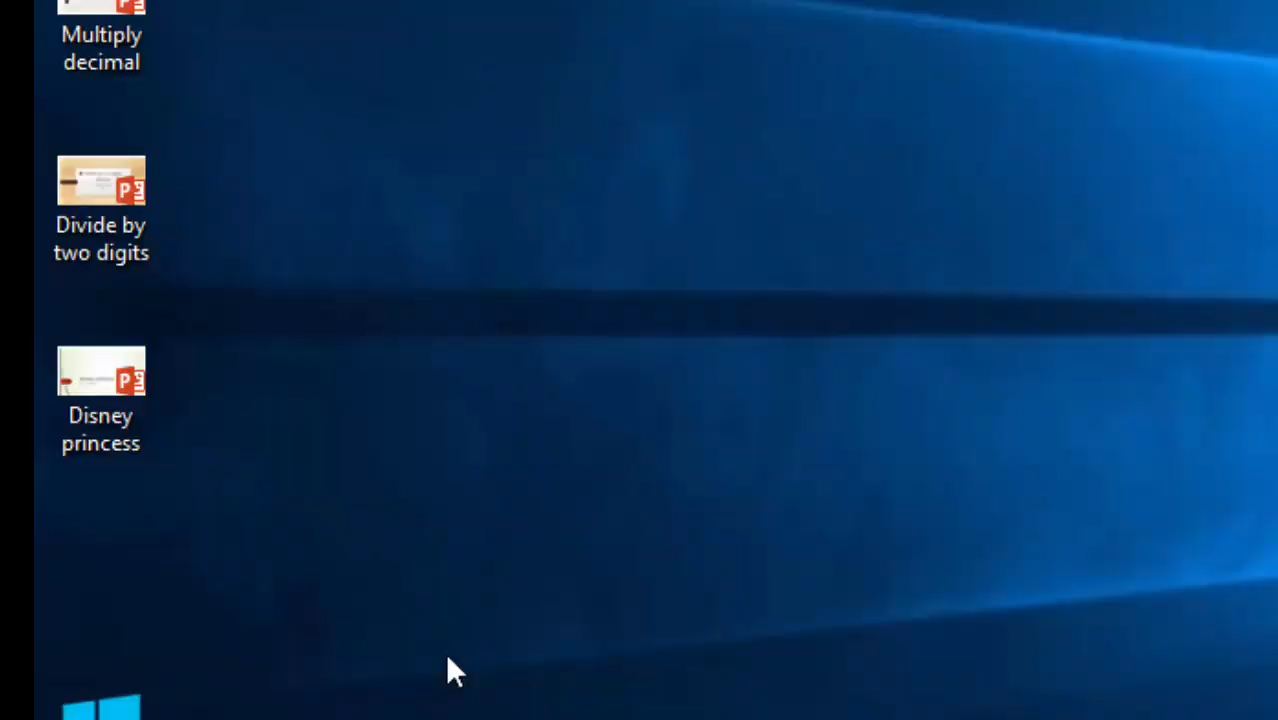 Multiply
decimal
Divide by
two digits
Disney
princess